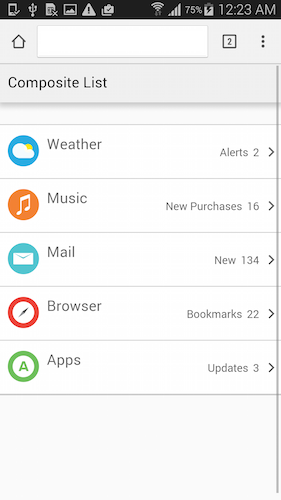 75% 12:23 AM
2
Composite List
Weather
Alerts 2
Music
New Purchases 16
Mail
New 134
Browser
Bookmarks 22
A Apps
Updates 3